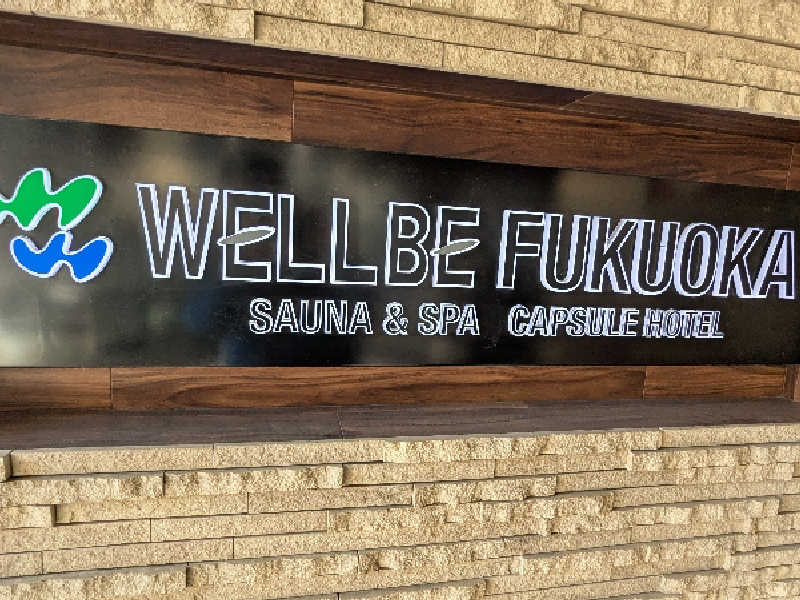 WELLBE FUKUOKA
SAUNA & SPA CAPSULE HOTEL